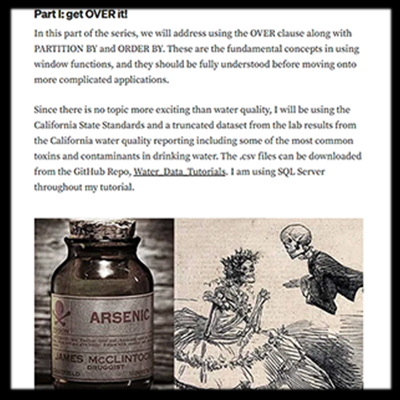 Part I: get OVER it!
In this part of the series, we will address using the OVER clause along with
PARTITION BY and ORDER BY. These are the fundamental concepts in using
window functions, and they should be fully understood before moving onto
more complicated applications.
Since there is no topic more exciting than water quality, I will be using the
California State Standards and a truncated dataset from the lab results from
the California water quality reporting including some of the most common
toxins and contaminants in drinking water. The .csv files can be downloaded
from the GitHub Repo, Water_Data_Tutorials. I am using SQL Server
throughout my tutorial.
ARSENIC
JAMES McCLINTOCK
DRUGGIST